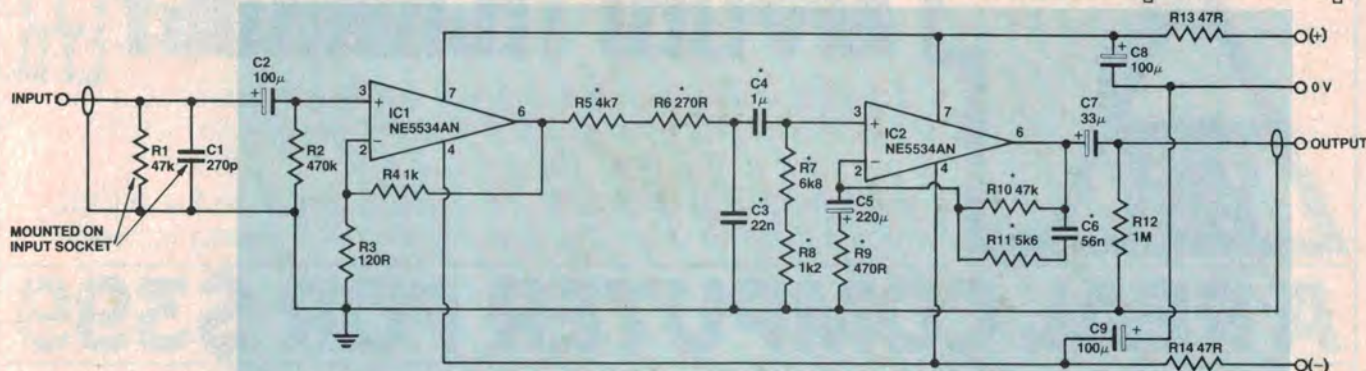 R13 47R
(+)
C2
100µ
C8
100µ
0 V
INPUT
3
+
7
IC1
NE5534AN
6
R5 4k7
R6 270R
C4
1µ
3
+
7
IC2
NE5534AN
6
C7
33µ
OUTPUT
R1
47k
C1
270p
R2
470k
2
−
4
R4 1k
R7
6k8
2
−
4
C5
220µ
R10 47k
C6
56n
R12
1M
MOUNTED ON
INPUT SOCKET
R3
120R
C3
22n
R8
1k2
R9
470R
R11 5k6
C9
100µ
+
R14 47R
(−)